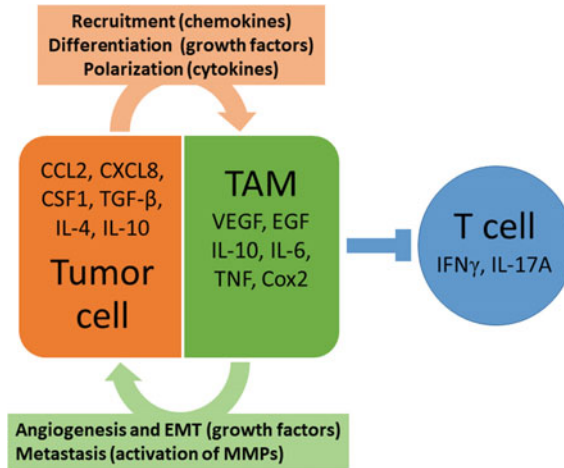 Recruitment (chemokines)
Differentiation (growth factors)
Polarization (cytokines)
CCL2, CXCL8,
CSF1, TGF-β,
IL-4, IL-10
Tumor
cell
TAM
VEGF, EGF
IL-10, IL-6,
TNF, Cox2
T cell
IFNγ, IL-17A
Angiogenesis and EMT (growth factors)
Metastasis (activation of MMPs)